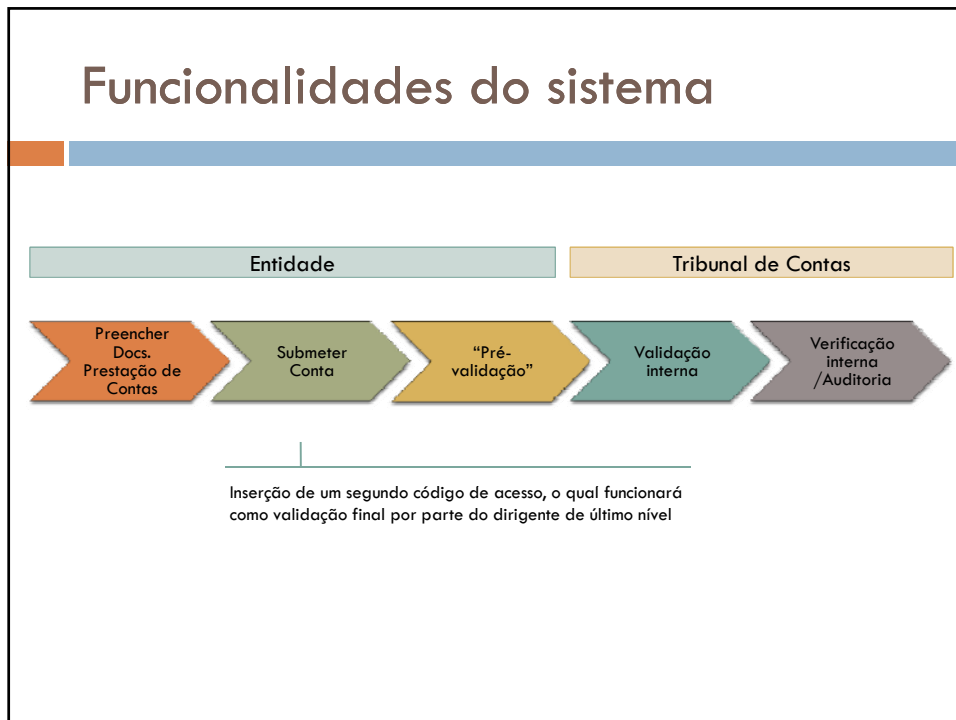 Funcionalidades do sistema
Entidade
Tribunal de Contas
Preencher
Docs.
Prestação de
Contas
Submeter
Conta
“Pré-
validação”
Validação
interna
Verificação
interna
/Auditoria
Inserção de um segundo código de acesso, o qual funcionará
como validação final por parte do dirigente de último nível